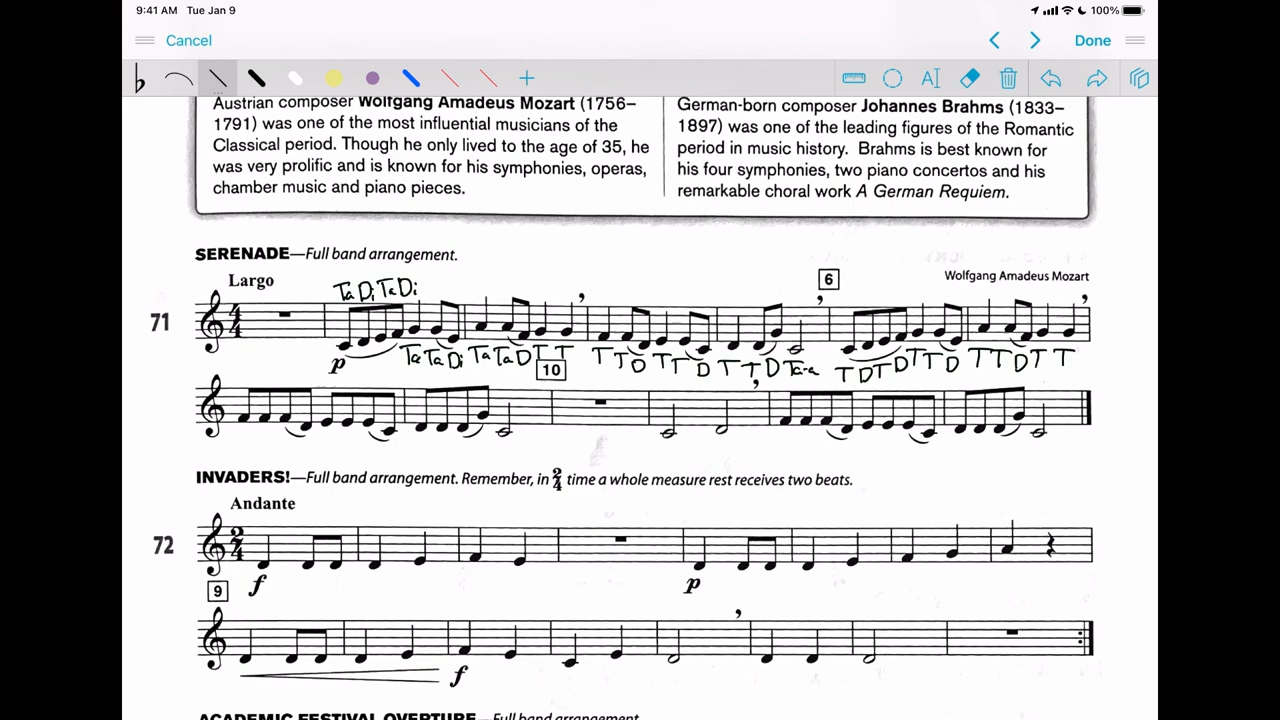 9:41 AM Tue Jan 9 100%
Cancel Done
Austrian composer Wolfgang Amadeus Mozart (1756–
1791) was one of the most influential musicians of the
Classical period. Though he only lived to the age of 35, he
was very prolific and is known for his symphonies, operas,
chamber music and piano pieces.
German-born composer Johannes Brahms (1833–
1897) was one of the leading figures of the Romantic
period in music history. Brahms is best known for
his four symphonies, two piano concertos and his
remarkable choral work A German Requiem.
SERENADE—Full band arrangement.
Largo
6
Wolfgang Amadeus Mozart
Ta Di Ta Di
71
p
Ta Ta Di Ta Ta D T T T T D T T D T T D Ta-a T D T D T T D T T D T T
10
INVADERS!—Full band arrangement. Remember, in 2/4 time a whole measure rest receives two beats.
Andante
72
f p
9
f
ACADEMIC FESTIVAL OVERTURE—Full band arrangement.